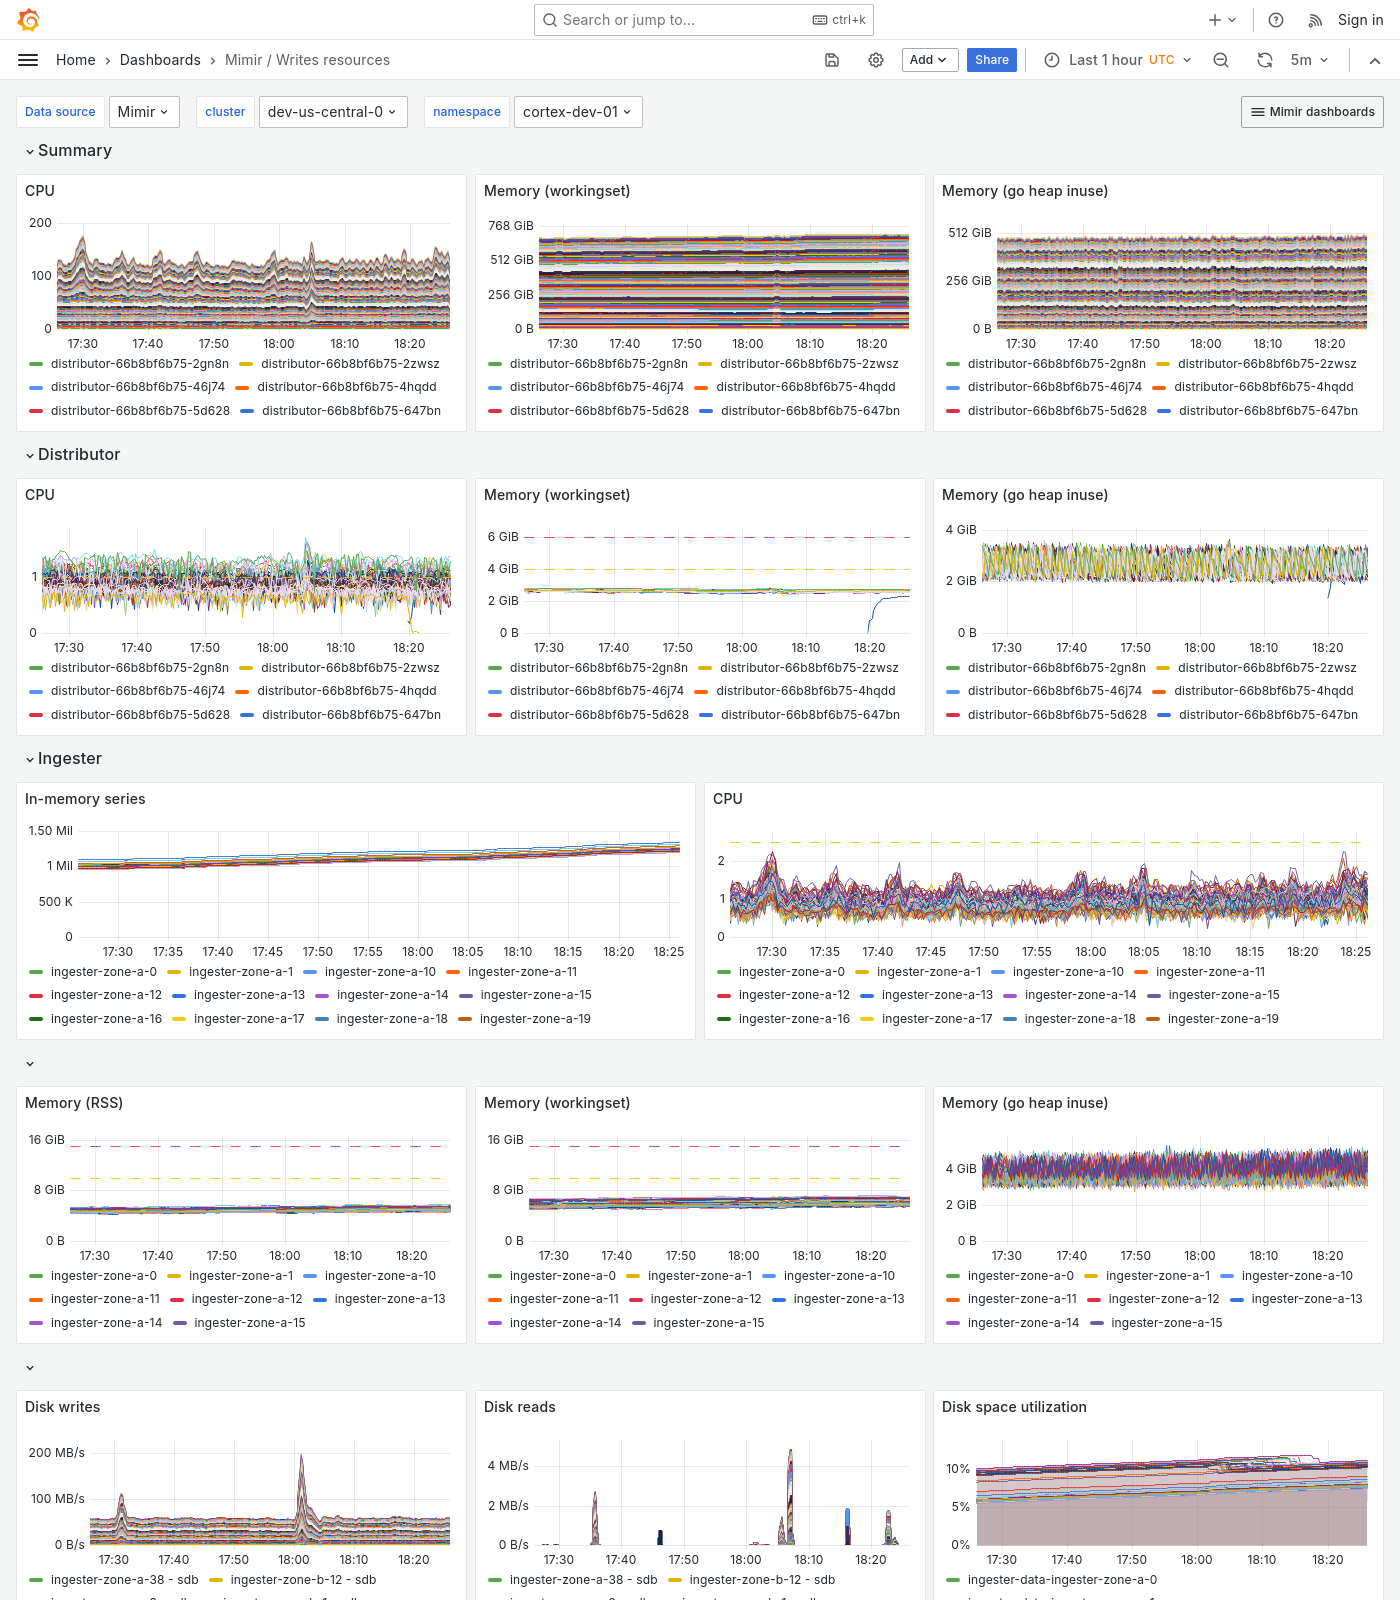 Search or jump to... ctrl+k Sign in
Home Dashboards Mimir / Writes resources Add Share Last 1 hour UTC 5m
Data source Mimir cluster dev-us-central-0 namespace cortex-dev-01 Mimir dashboards
Summary
CPU
200
100
0
17:30 17:40 17:50 18:00 18:10 18:20
distributor-66b8bf6b75-2gn8n distributor-66b8bf6b75-2zwsz
distributor-66b8bf6b75-46j74 distributor-66b8bf6b75-4hqdd
distributor-66b8bf6b75-5d628 distributor-66b8bf6b75-647bn
Memory (workingset)
768 GiB
512 GiB
256 GiB
0 B
17:30 17:40 17:50 18:00 18:10 18:20
distributor-66b8bf6b75-2gn8n distributor-66b8bf6b75-2zwsz
distributor-66b8bf6b75-46j74 distributor-66b8bf6b75-4hqdd
distributor-66b8bf6b75-5d628 distributor-66b8bf6b75-647bn
Memory (go heap inuse)
512 GiB
256 GiB
0 B
17:30 17:40 17:50 18:00 18:10 18:20
distributor-66b8bf6b75-2gn8n distributor-66b8bf6b75-2zwsz
distributor-66b8bf6b75-46j74 distributor-66b8bf6b75-4hqdd
distributor-66b8bf6b75-5d628 distributor-66b8bf6b75-647bn
Distributor
CPU
1
0
17:30 17:40 17:50 18:00 18:10 18:20
distributor-66b8bf6b75-2gn8n distributor-66b8bf6b75-2zwsz
distributor-66b8bf6b75-46j74 distributor-66b8bf6b75-4hqdd
distributor-66b8bf6b75-5d628 distributor-66b8bf6b75-647bn
Memory (workingset)
6 GiB
4 GiB
2 GiB
0 B
17:30 17:40 17:50 18:00 18:10 18:20
distributor-66b8bf6b75-2gn8n distributor-66b8bf6b75-2zwsz
distributor-66b8bf6b75-46j74 distributor-66b8bf6b75-4hqdd
distributor-66b8bf6b75-5d628 distributor-66b8bf6b75-647bn
Memory (go heap inuse)
4 GiB
2 GiB
0 B
17:30 17:40 17:50 18:00 18:10 18:20
distributor-66b8bf6b75-2gn8n distributor-66b8bf6b75-2zwsz
distributor-66b8bf6b75-46j74 distributor-66b8bf6b75-4hqdd
distributor-66b8bf6b75-5d628 distributor-66b8bf6b75-647bn
Ingester
In-memory series
1.50 Mil
1 Mil
500 K
0
17:30 17:35 17:40 17:45 17:50 17:55 18:00 18:05 18:10 18:15 18:20 18:25
ingester-zone-a-0 ingester-zone-a-1 ingester-zone-a-10 ingester-zone-a-11
ingester-zone-a-12 ingester-zone-a-13 ingester-zone-a-14 ingester-zone-a-15
ingester-zone-a-16 ingester-zone-a-17 ingester-zone-a-18 ingester-zone-a-19
CPU
2
1
0
17:30 17:35 17:40 17:45 17:50 17:55 18:00 18:05 18:10 18:15 18:20 18:25
ingester-zone-a-0 ingester-zone-a-1 ingester-zone-a-10 ingester-zone-a-11
ingester-zone-a-12 ingester-zone-a-13 ingester-zone-a-14 ingester-zone-a-15
ingester-zone-a-16 ingester-zone-a-17 ingester-zone-a-18 ingester-zone-a-19
Memory (RSS)
16 GiB
8 GiB
0 B
17:30 17:40 17:50 18:00 18:10 18:20
ingester-zone-a-0 ingester-zone-a-1 ingester-zone-a-10
ingester-zone-a-11 ingester-zone-a-12 ingester-zone-a-13
ingester-zone-a-14 ingester-zone-a-15
Memory (workingset)
16 GiB
8 GiB
0 B
17:30 17:40 17:50 18:00 18:10 18:20
ingester-zone-a-0 ingester-zone-a-1 ingester-zone-a-10
ingester-zone-a-11 ingester-zone-a-12 ingester-zone-a-13
ingester-zone-a-14 ingester-zone-a-15
Memory (go heap inuse)
4 GiB
2 GiB
0 B
17:30 17:40 17:50 18:00 18:10 18:20
ingester-zone-a-0 ingester-zone-a-1 ingester-zone-a-10
ingester-zone-a-11 ingester-zone-a-12 ingester-zone-a-13
ingester-zone-a-14 ingester-zone-a-15
Disk writes
200 MB/s
100 MB/s
0 B/s
17:30 17:40 17:50 18:00 18:10 18:20
ingester-zone-a-38 - sdb ingester-zone-b-12 - sdb
Disk reads
4 MB/s
2 MB/s
0 B/s
17:30 17:40 17:50 18:00 18:10 18:20
ingester-zone-a-38 - sdb ingester-zone-b-12 - sdb
Disk space utilization
10%
5%
0%
17:30 17:40 17:50 18:00 18:10 18:20
ingester-data-ingester-zone-a-0